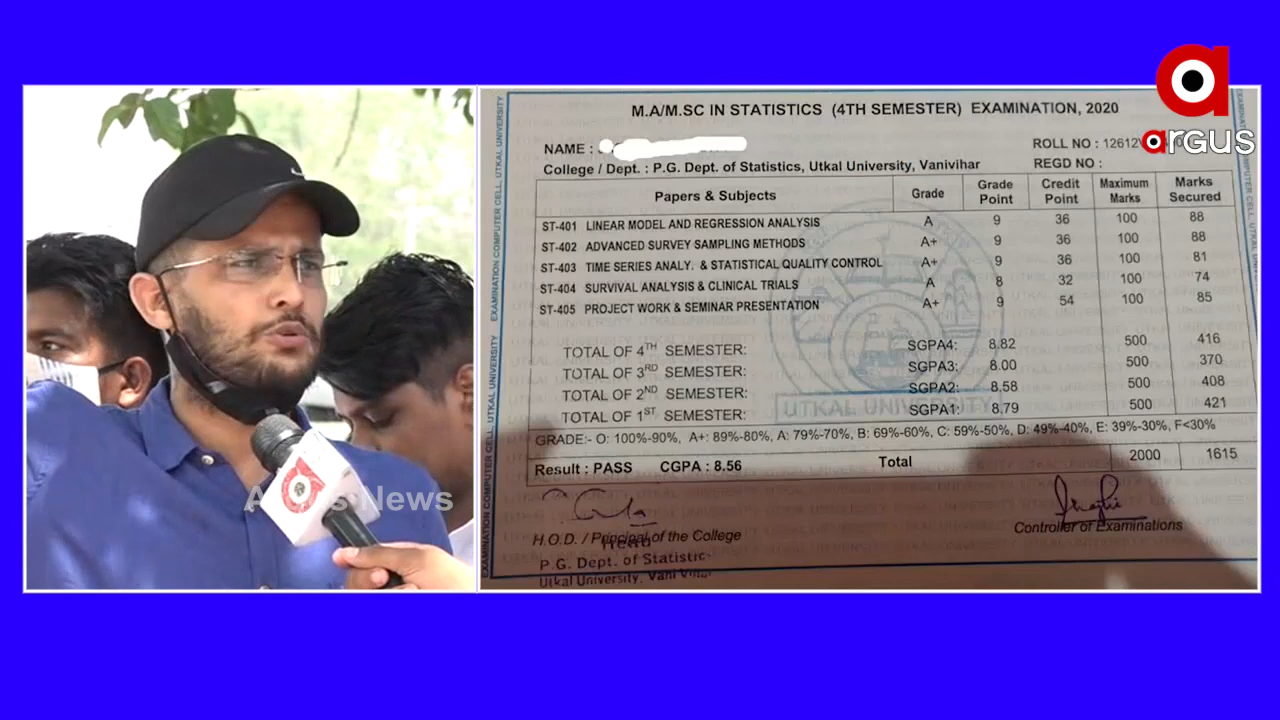 argus
M.A/M.SC IN STATISTICS (4TH SEMESTER) EXAMINATION, 2020
NAME :
ROLL NO : 12612
College / Dept. : P.G. Dept. of Statistics, Utkal University, Vanivihar
REGD NO :
Papers & Subjects Grade Grade Point Credit Point Maximum Marks Marks Secured
ST-401 LINEAR MODEL AND REGRESSION ANALYSIS A 9 36 100 88
ST-402 ADVANCED SURVEY SAMPLING METHODS A+ 9 36 100 88
ST-403 TIME SERIES ANALY. & STATISTICAL QUALITY CONTROL A+ 9 36 100 81
ST-404 SURVIVAL ANALYSIS & CLINICAL TRIALS A 8 32 100 74
ST-405 PROJECT WORK & SEMINAR PRESENTATION A+ 9 54 100 85
TOTAL OF 4TH SEMESTER: SGPA4: 8.82 500 416
TOTAL OF 3RD SEMESTER: SGPA3: 8.00 500 370
TOTAL OF 2ND SEMESTER: SGPA2: 8.58 500 408
TOTAL OF 1ST SEMESTER: SGPA1: 8.79 500 421
UTKAL UNIVERSITY
GRADE:- O: 100%-90%, A+: 89%-80%, A: 79%-70%, B: 69%-60%, C: 59%-50%, D: 49%-40%, E: 39%-30%, F<30%
Result : PASS CGPA : 8.56 Total 2000 1615
H.O.D. / Principal of the College
Controller of Examinations
Head
P.G. Dept. of Statistic
Utkal University, Vani Vihar
EXAMINATION COMPUTER CELL, UTKAL UNIVERSITY
Argus News